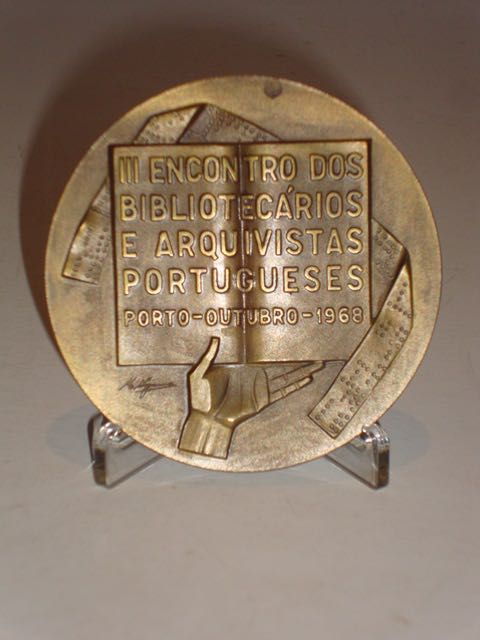 III ENCONTRO DOS
BIBLIOTECÁRIOS
E ARQUIVISTAS
PORTUGUESES
PORTO-OUTUBRO-1968